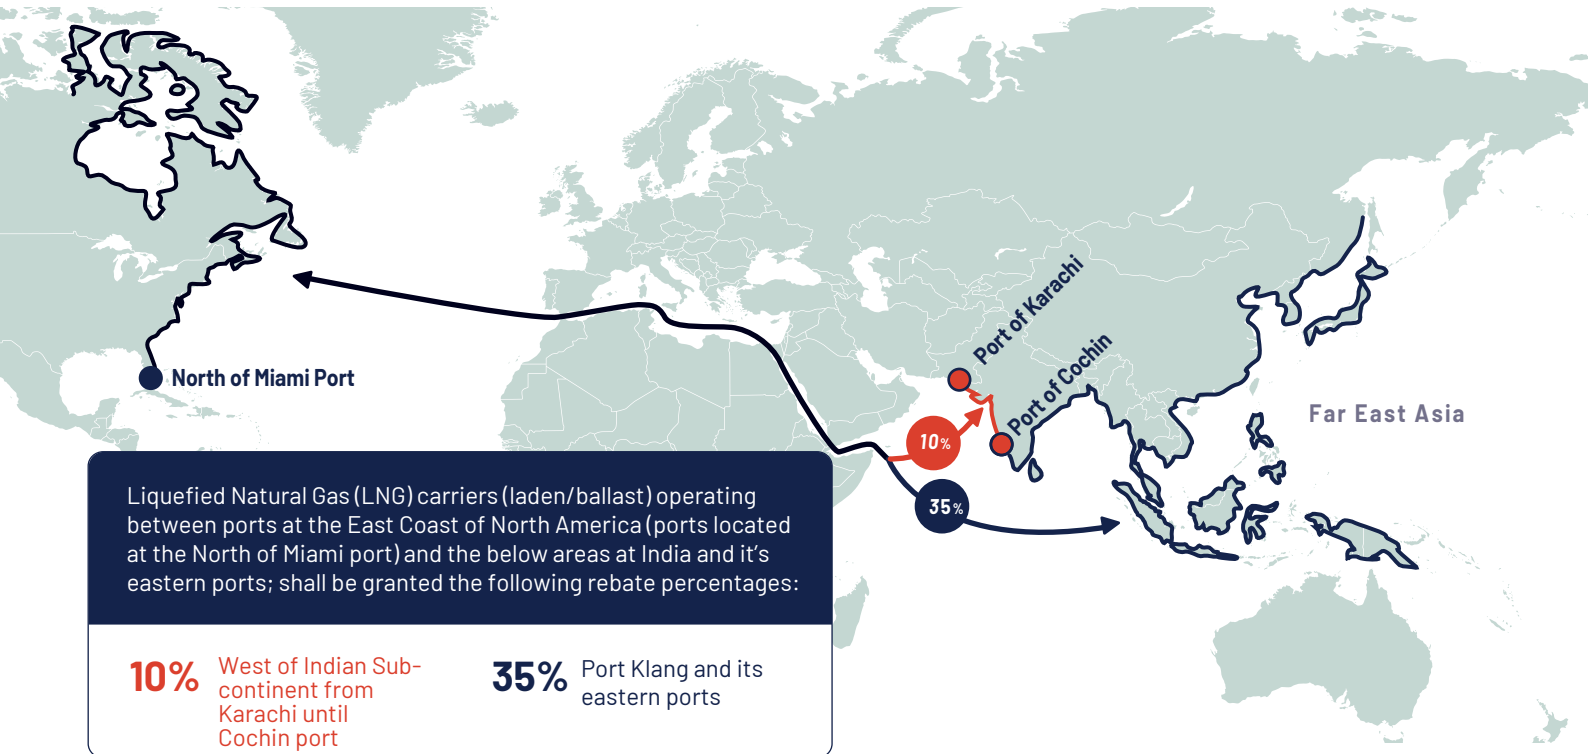 Port of Karachi
Port of Cochin
North of Miami Port
Far East Asia
10%
35%
Liquefied Natural Gas (LNG) carriers (laden/ballast) operating
between ports at the East Coast of North America (ports located
at the North of Miami port) and the below areas at India and it's
eastern ports; shall be granted the following rebate percentages:
10%
West of Indian Sub-
continent from
Karachi until
Cochin port
35%
Port Klang and its
eastern ports